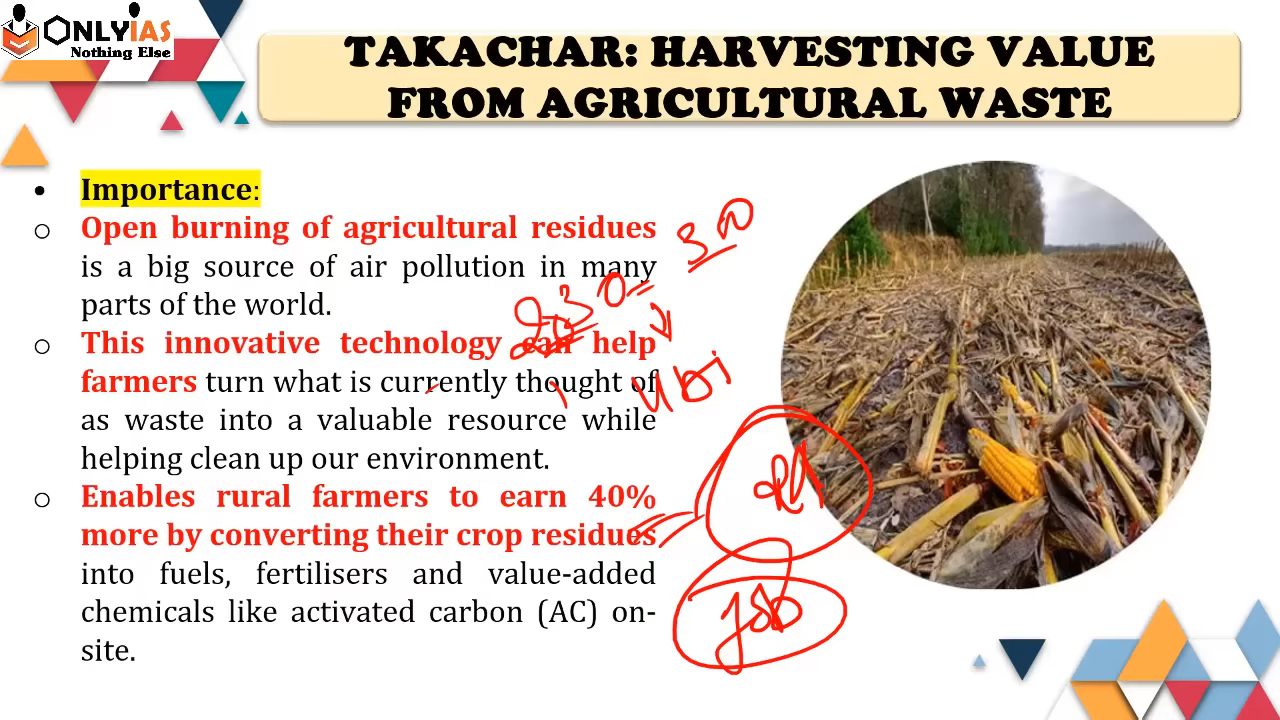 ONLYIAS
Nothing Else
TAKACHAR: HARVESTING VALUE
FROM AGRICULTURAL WASTE
• Importance:
o Open burning of agricultural residues
is a big source of air pollution in many
parts of the world.
o This innovative technology can help
farmers turn what is currently thought of
as waste into a valuable resource while
helping clean up our environment.
o Enables rural farmers to earn 40%
more by converting their crop residues
into fuels, fertilisers and value-added
chemicals like activated carbon (AC) on-
site.